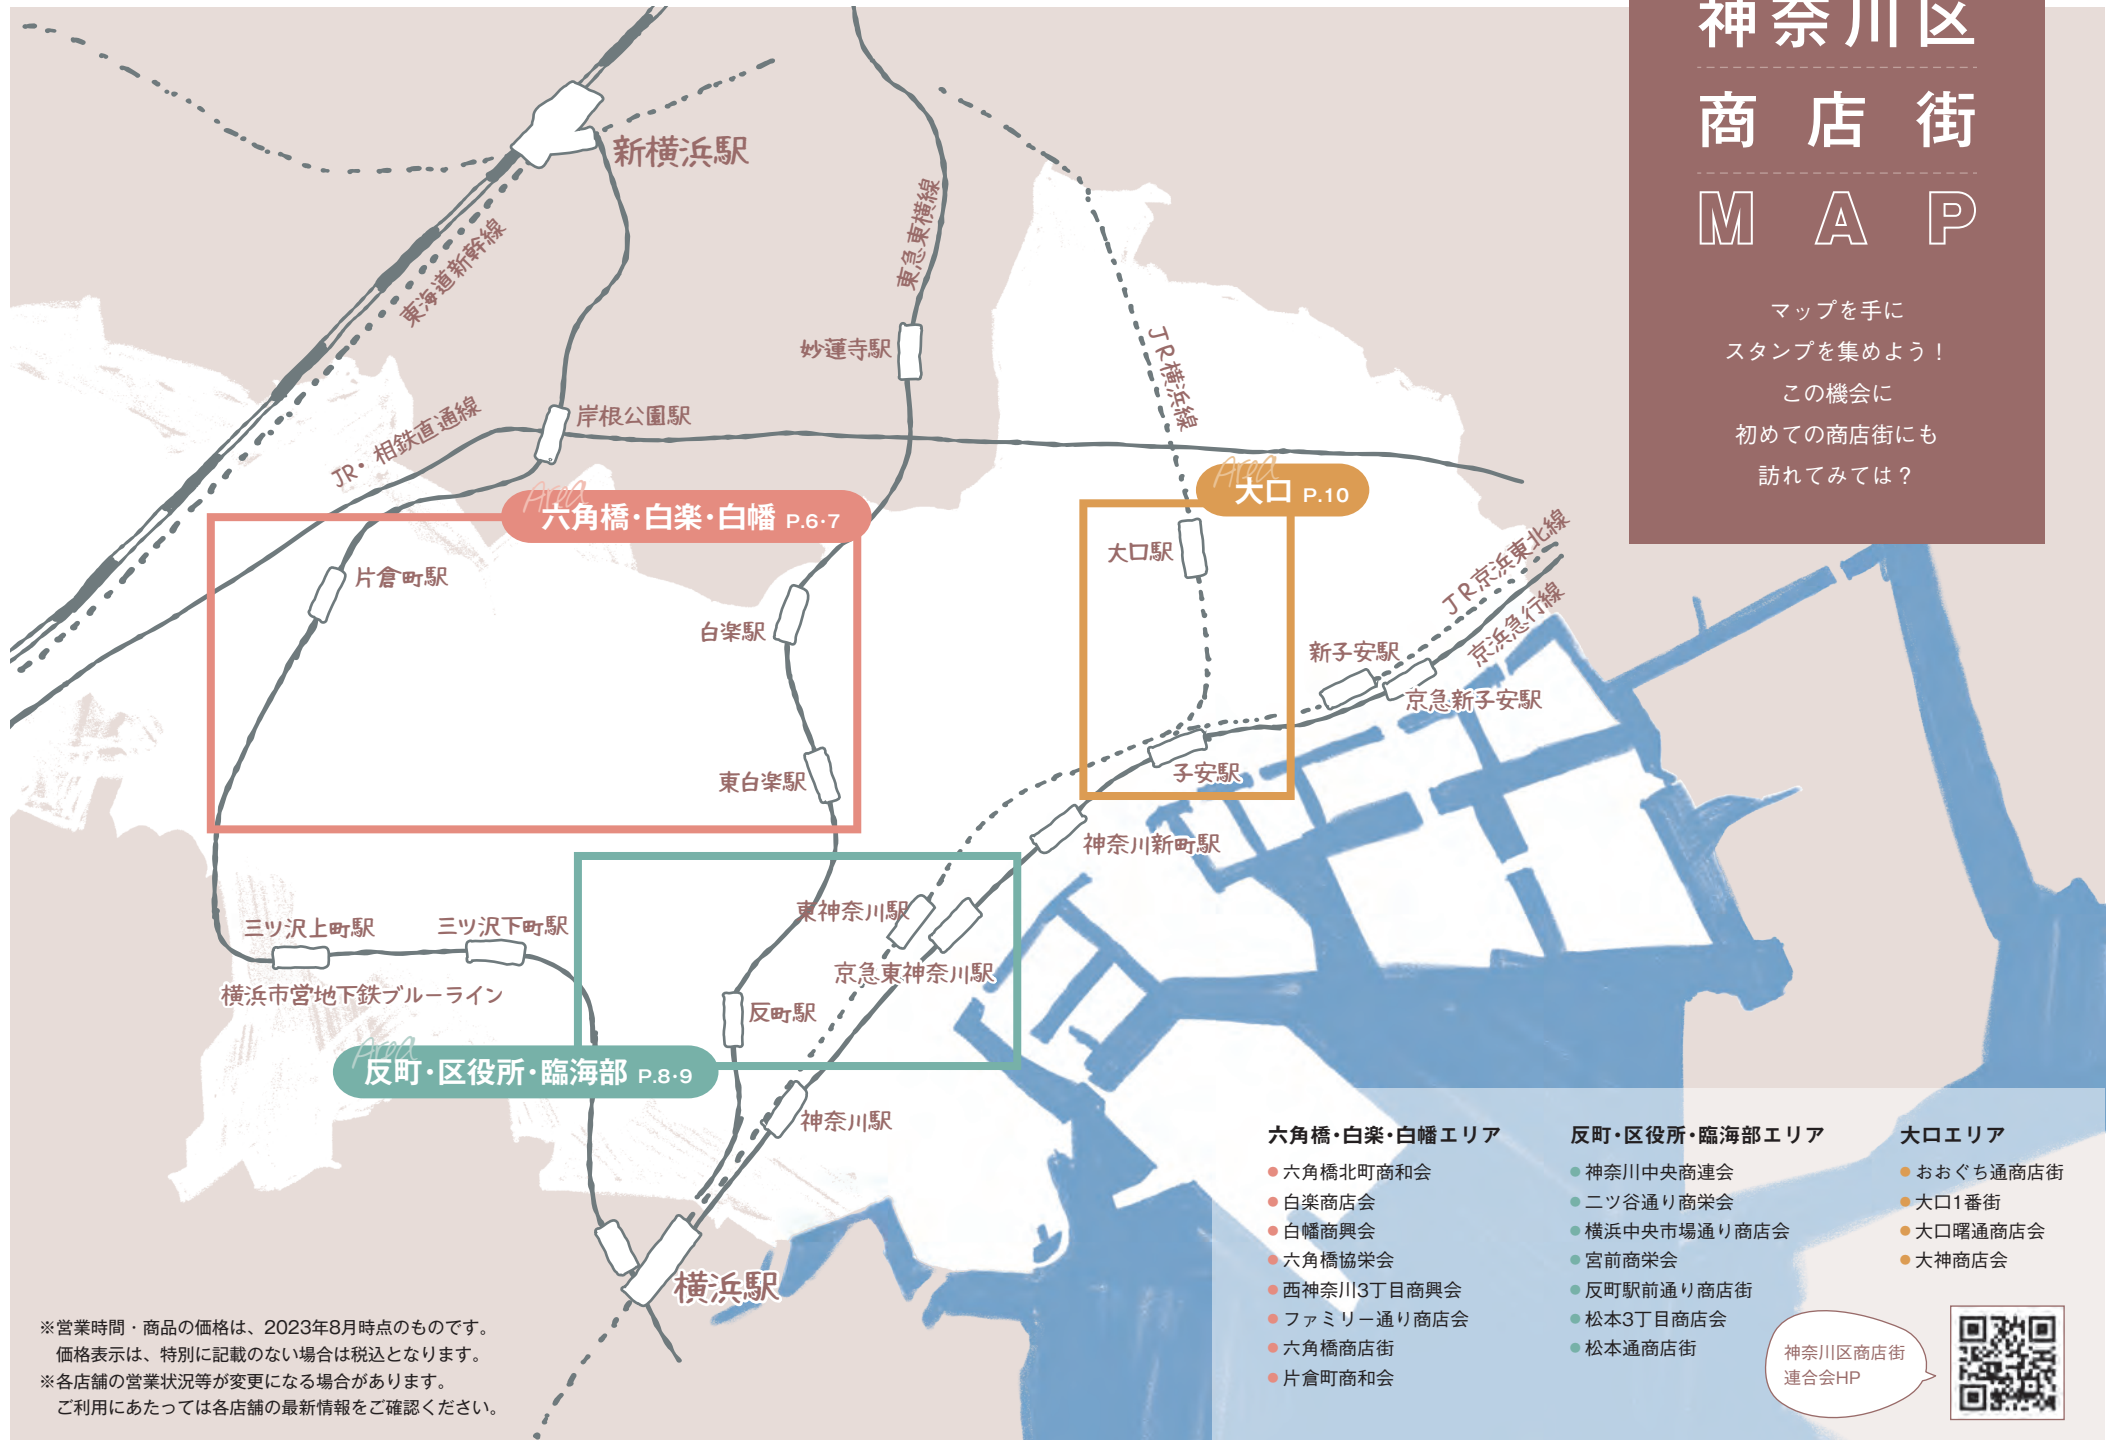 神奈川区
商店街
MAP
マップを手に
スタンプを集めよう！
この機会に
初めての商店街にも
訪れてみては？
新横浜駅
東海道新幹線
東急東横線
妙蓮寺駅
JR横浜線
岸根公園駅
JR・相鉄直通線
Area
六角橋・白楽・白幡 P.6・7
Area
大口 P.10
片倉町駅
大口駅
白楽駅
JR京浜東北線
京浜急行線
新子安駅
京急新子安駅
東白楽駅
子安駅
神奈川新町駅
三ツ沢上町駅
三ツ沢下町駅
東神奈川駅
京急東神奈川駅
横浜市営地下鉄ブルーライン
反町駅
Area
反町・区役所・臨海部 P.8・9
神奈川駅
横浜駅
六角橋・白楽・白幡エリア
六角橋北町商和会
白楽商店会
白幡商興会
六角橋協栄会
西神奈川3丁目商興会
ファミリー通り商店会
六角橋商店街
片倉町商和会
反町・区役所・臨海部エリア
神奈川中央商連会
二ツ谷通り商栄会
横浜中央市場通り商店会
宮前商栄会
反町駅前通り商店街
松本3丁目商店会
松本通商店街
大口エリア
おおぐち通商店街
大口1番街
大口曙通商店会
大神商店会
神奈川区商店街
連合会HP
※営業時間・商品の価格は、2023年8月時点のものです。
価格表示は、特別に記載のない場合は税込となります。
※各店舗の営業状況等が変更になる場合があります。
ご利用にあたっては各店舗の最新情報をご確認ください。